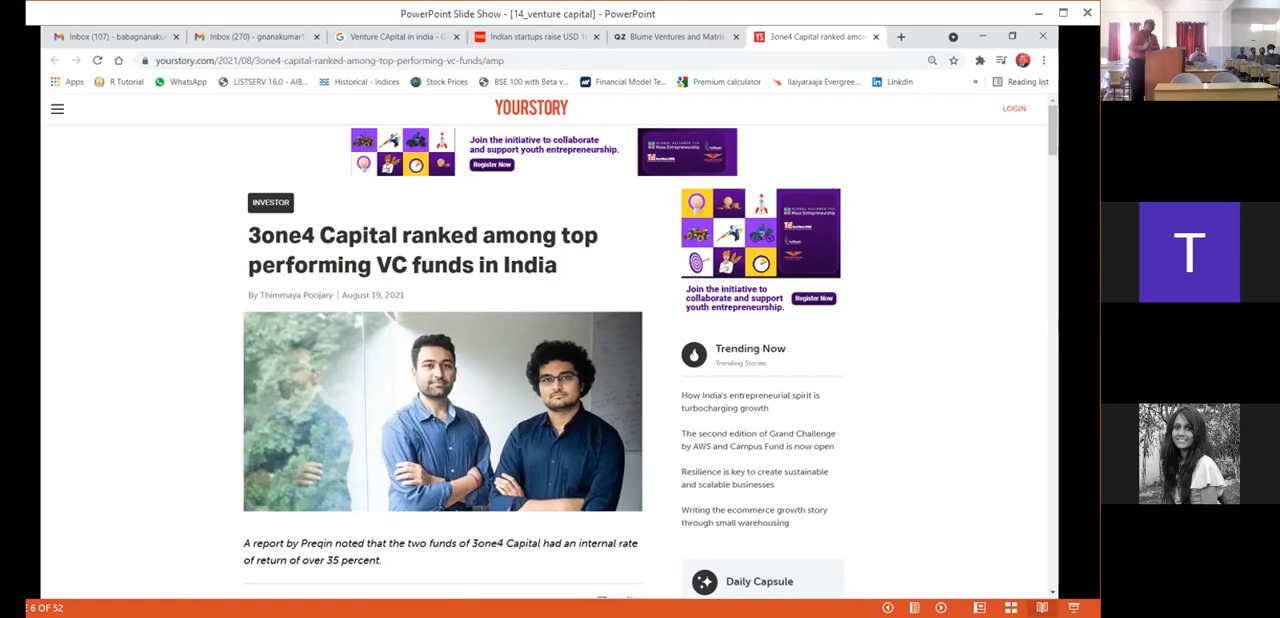 PowerPoint Slide Show - [14_venture capital] - PowerPoint
Inbox (107) - babagnanaku
Inbox (270) - gnanakumar1
Venture CApital in india - G
Indian startups raise USD 1
Blume Ventures and Matri
3one4 Capital ranked amon
yourstory.com/2021/08/3one4-capital-ranked-among-top-performing-vc-funds/amp
Apps
R Tutorial
WhatsApp
LISTSERV 16.0 - AIB...
Historical - Indices
Stock Prices
BSE 100 with Beta v...
Financial Model Te...
Premium calculator
Ilaiyaraaja Evergree...
LinkedIn
»
Reading list
YOURSTORY
LOGIN
Join the initiative to collaborate
and support youth entrepreneurship.
Register Now
INVESTOR
3one4 Capital ranked among top
performing VC funds in India
By Thimmaya Poojary | August 19, 2021
A report by Preqin noted that the two funds of 3one4 Capital had an internal rate
of return of over 35 percent.
GLOBAL ALLIANCE FOR
Mass Entrepreneurship
Join the initiative to
collaborate and support
youth entrepreneurship.
Register Now
Trending Now
Trending Stories
How India's entrepreneurial spirit is
turbocharging growth
The second edition of Grand Challenge
by AWS and Campus Fund is now open
Resilience is key to create sustainable
and scalable businesses
Writing the ecommerce growth story
through small warehousing
Daily Capsule
T
E 6 OF 52